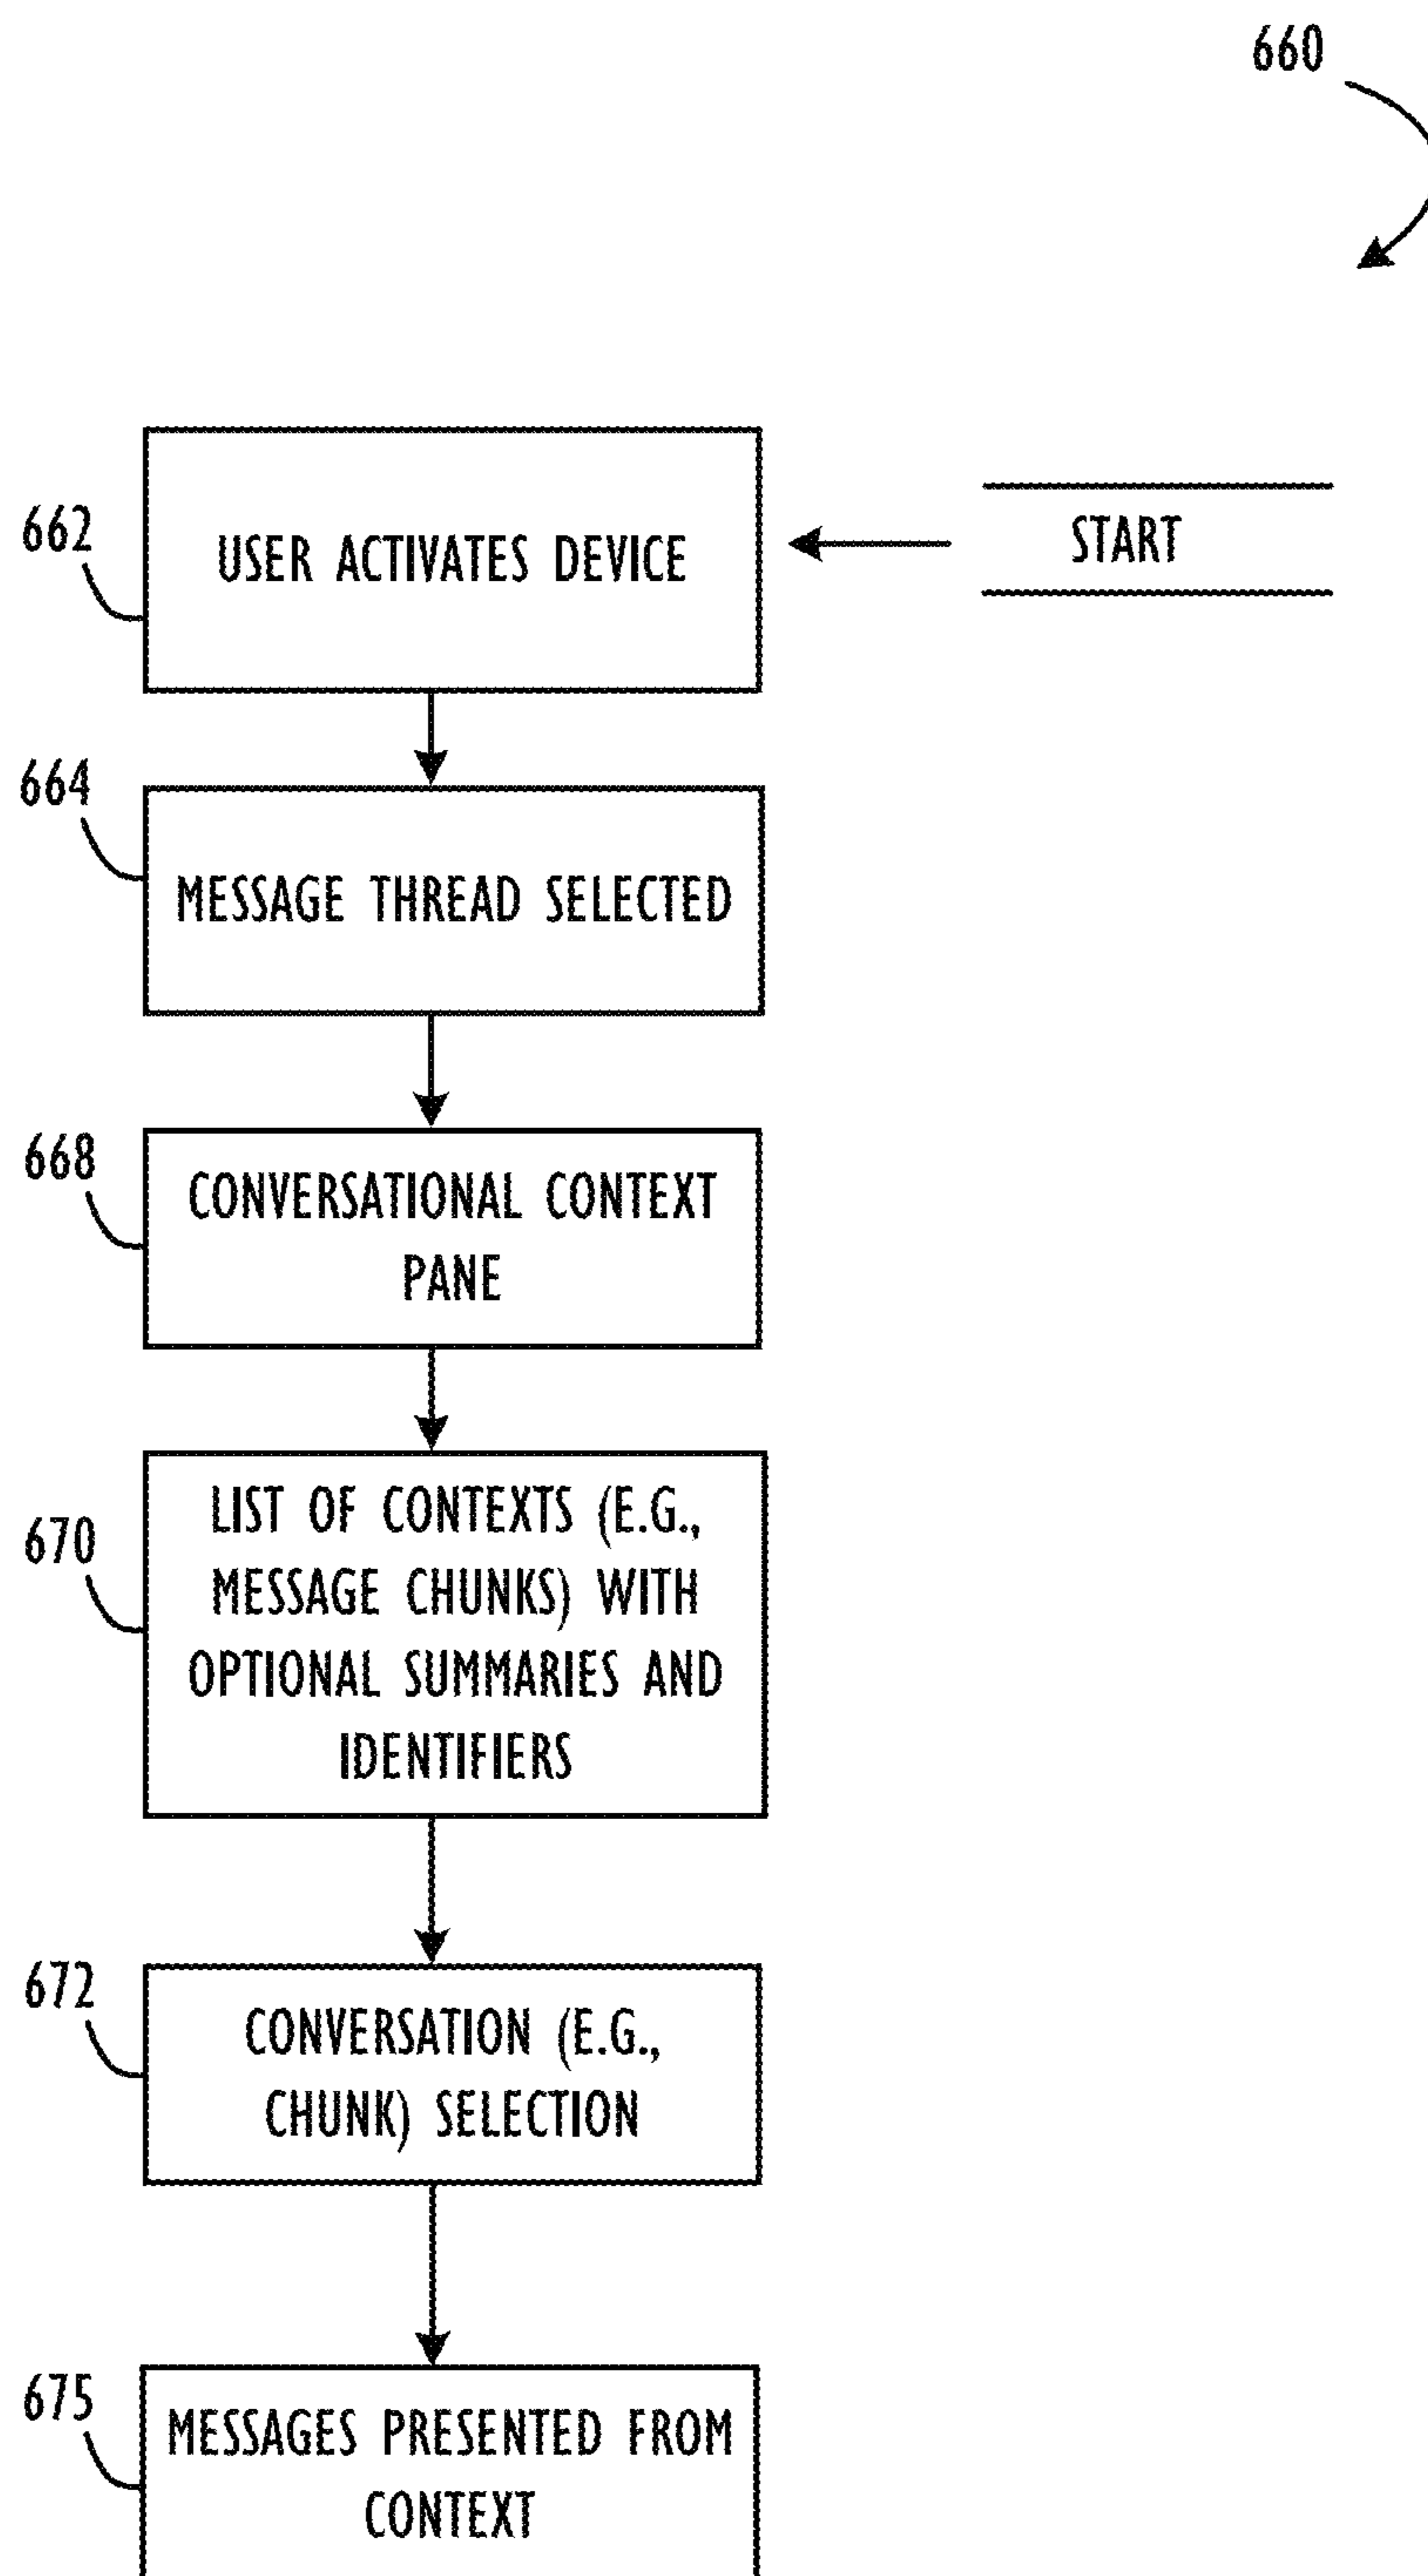 660
START
662
USER ACTIVATES DEVICE
664
MESSAGE THREAD SELECTED
668
CONVERSATIONAL CONTEXT
PANE
670
LIST OF CONTEXTS (E.G.,
MESSAGE CHUNKS) WITH
OPTIONAL SUMMARIES AND
IDENTIFIERS
672
CONVERSATION (E.G.,
CHUNK) SELECTION
675
MESSAGES PRESENTED FROM
CONTEXT